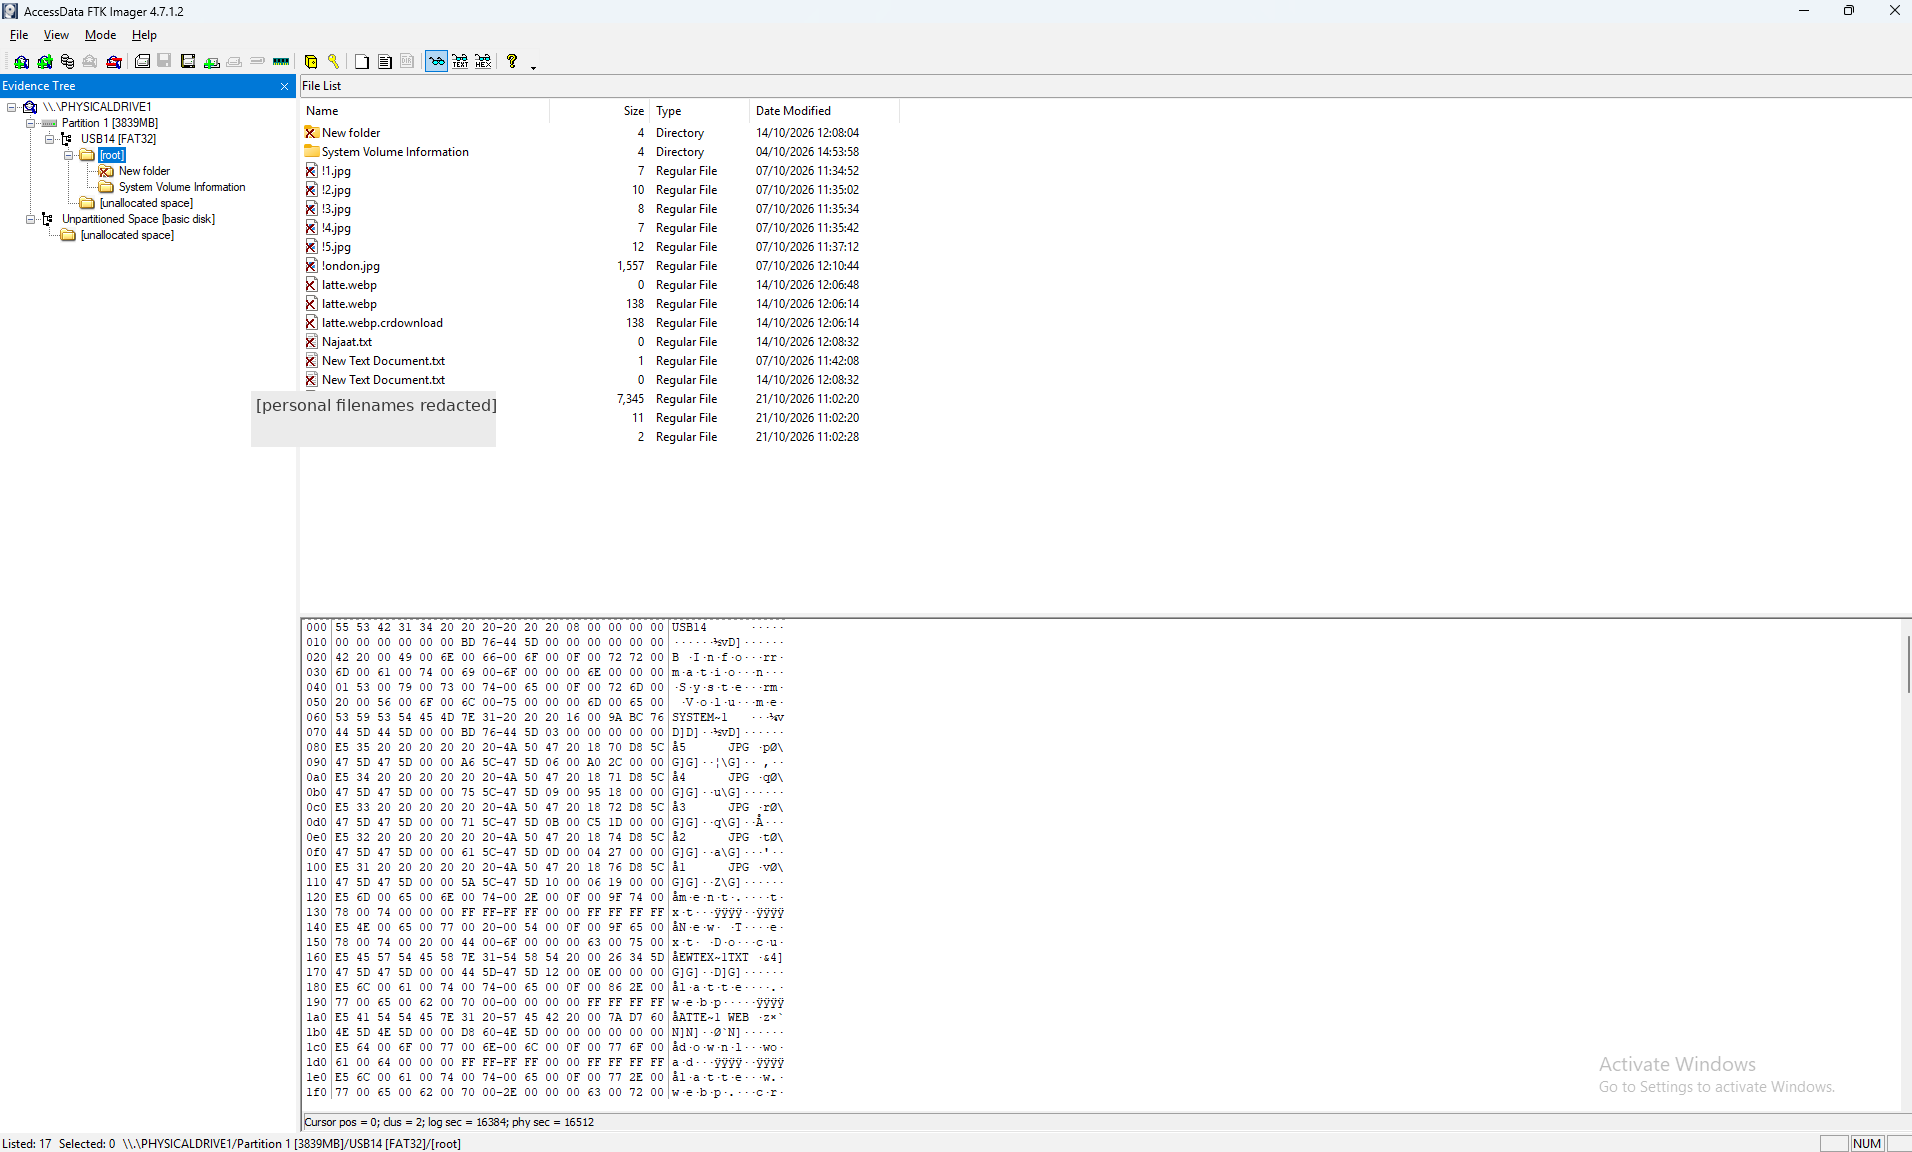 AccessData FTK Imager 4.7.1.2
File View Mode Help
TEXT HEX
DIR
Evidence Tree
\\.\PHYSICALDRIVE1
Partition 1 [3839MB]
USB14 [FAT32]
[root]
New folder
System Volume Information
[unallocated space]
Unpartitioned Space [basic disk]
[unallocated space]
File List
Name Size Type Date Modified
New folder 4 Directory 14/10/2026 12:08:04
System Volume Information 4 Directory 04/10/2026 14:53:58
!1.jpg 7 Regular File 07/10/2026 11:34:52
!2.jpg 10 Regular File 07/10/2026 11:35:02
!3.jpg 8 Regular File 07/10/2026 11:35:34
!4.jpg 7 Regular File 07/10/2026 11:35:42
!5.jpg 12 Regular File 07/10/2026 11:37:12
!ondon.jpg 1,557 Regular File 07/10/2026 12:10:44
latte.webp 0 Regular File 14/10/2026 12:06:48
latte.webp 138 Regular File 14/10/2026 12:06:14
latte.webp.crdownload 138 Regular File 14/10/2026 12:06:14
Najaat.txt 0 Regular File 14/10/2026 12:08:32
New Text Document.txt 1 Regular File 07/10/2026 11:42:08
New Text Document.txt 0 Regular File 14/10/2026 12:08:32
[personal filenames redacted] 7,345 Regular File 21/10/2026 11:02:20
11 Regular File 21/10/2026 11:02:20
2 Regular File 21/10/2026 11:02:28
000 55 53 42 31 34 20 20 20-20 20 20 08 00 00 00 00 USB14 ·····
010 00 00 00 00 00 00 BD 76-44 5D 00 00 00 00 00 00 ······½vD]······
020 42 20 00 49 00 6E 00 66-00 6F 00 0F 00 72 72 00 B ·I·n·f·o···rr·
030 6D 00 61 00 74 00 69 00-6F 00 00 00 6E 00 00 00 m·a·t·i·o···n···
040 01 53 00 79 00 73 00 74-00 65 00 0F 00 72 6D 00 ·S·y·s·t·e···rm·
050 20 00 56 00 6F 00 6C 00-75 00 00 00 6D 00 65 00 ·V·o·l·u···m·e·
060 53 59 53 54 45 4D 7E 31-20 20 20 16 00 9A BC 76 SYSTEM~1 ···¼v
070 44 5D 44 5D 00 00 BD 76-44 5D 03 00 00 00 00 00 D]D]··½vD]······
080 E5 35 20 20 20 20 20 20-4A 50 47 20 18 70 D8 5C å5 JPG ·pØ\
090 47 5D 47 5D 00 00 A6 5C-47 5D 06 00 A0 2C 00 00 G]G]··¦\G]·· ,··
0a0 E5 34 20 20 20 20 20 20-4A 50 47 20 18 71 D8 5C å4 JPG ·qØ\
0b0 47 5D 47 5D 00 00 75 5C-47 5D 09 00 95 18 00 00 G]G]··u\G]······
0c0 E5 33 20 20 20 20 20 20-4A 50 47 20 18 72 D8 5C å3 JPG ·rØ\
0d0 47 5D 47 5D 00 00 71 5C-47 5D 0B 00 C5 1D 00 00 G]G]··q\G]··Å···
0e0 E5 32 20 20 20 20 20 20-4A 50 47 20 18 74 D8 5C å2 JPG ·tØ\
0f0 47 5D 47 5D 00 00 61 5C-47 5D 0D 00 04 27 00 00 G]G]··a\G]···'··
100 E5 31 20 20 20 20 20 20-4A 50 47 20 18 76 D8 5C å1 JPG ·vØ\
110 47 5D 47 5D 00 00 5A 5C-47 5D 10 00 06 19 00 00 G]G]··Z\G]······
120 E5 6D 00 65 00 6E 00 74-00 2E 00 0F 00 9F 74 00 åm·e·n·t·.····t·
130 78 00 74 00 00 00 FF FF-FF FF 00 00 FF FF FF FF x·t···ÿÿÿÿ··ÿÿÿÿ
140 E5 4E 00 65 00 77 00 20-00 54 00 0F 00 9F 65 00 åN·e·w· ·T····e·
150 78 00 74 00 20 00 44 00-6F 00 00 00 63 00 75 00 x·t· ·D·o···c·u·
160 E5 45 57 54 45 58 7E 31-54 58 54 20 00 26 34 5D åEWTEX~1TXT ·&4]
170 47 5D 47 5D 00 00 44 5D-47 5D 12 00 0E 00 00 00 G]G]··D]G]······
180 E5 6C 00 61 00 74 00 74-00 65 00 0F 00 86 2E 00 ål·a·t·t·e····.·
190 77 00 65 00 62 00 70 00-00 00 00 00 FF FF FF FF w·e·b·p·····ÿÿÿÿ
1a0 E5 41 54 54 45 7E 31 20-57 45 42 20 00 7A D7 60 åATTE~1 WEB ·z×`
1b0 4E 5D 4E 5D 00 00 D8 60-4E 5D 00 00 00 00 00 00 N]N]··Ø`N]······
1c0 E5 64 00 6F 00 77 00 6E-00 6C 00 0F 00 77 6F 00 åd·o·w·n·l···wo·
1d0 61 00 64 00 00 00 FF FF-FF FF 00 00 FF FF FF FF a·d···ÿÿÿÿ··ÿÿÿÿ
1e0 E5 6C 00 61 00 74 00 74-00 65 00 0F 00 77 2E 00 ål·a·t·t·e···w.·
1f0 77 00 65 00 62 00 70 00-2E 00 00 00 63 00 72 00 w·e·b·p·.···c·r·
Activate Windows
Go to Settings to activate Windows.
Cursor pos = 0; clus = 2; log sec = 16384; phy sec = 16512
Listed: 17 Selected: 0 \\.\PHYSICALDRIVE1/Partition 1 [3839MB]/USB14 [FAT32]/[root] NUM